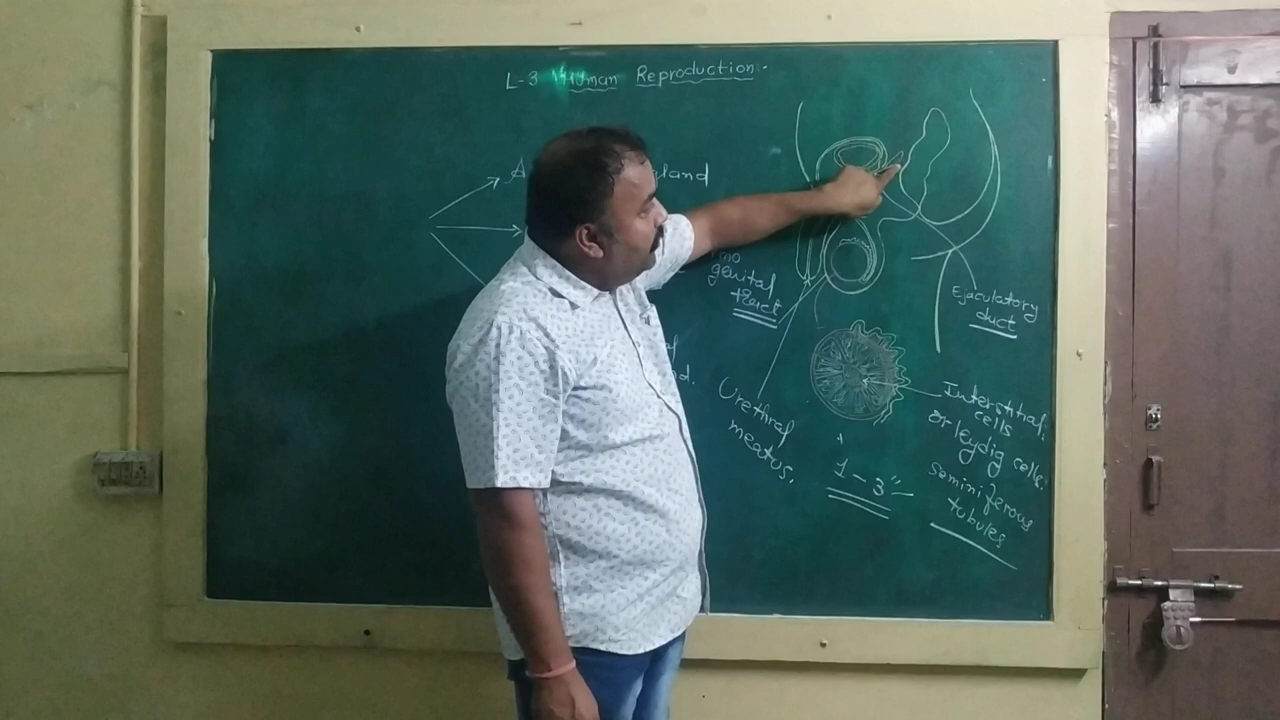 L-3 Human Reproduction:-
gland
genital
tract
Ejaculatory
duct
Urethral
meatus.
Interstitial
cells
or leydig cells.
seminiferous
tubules
1-3"